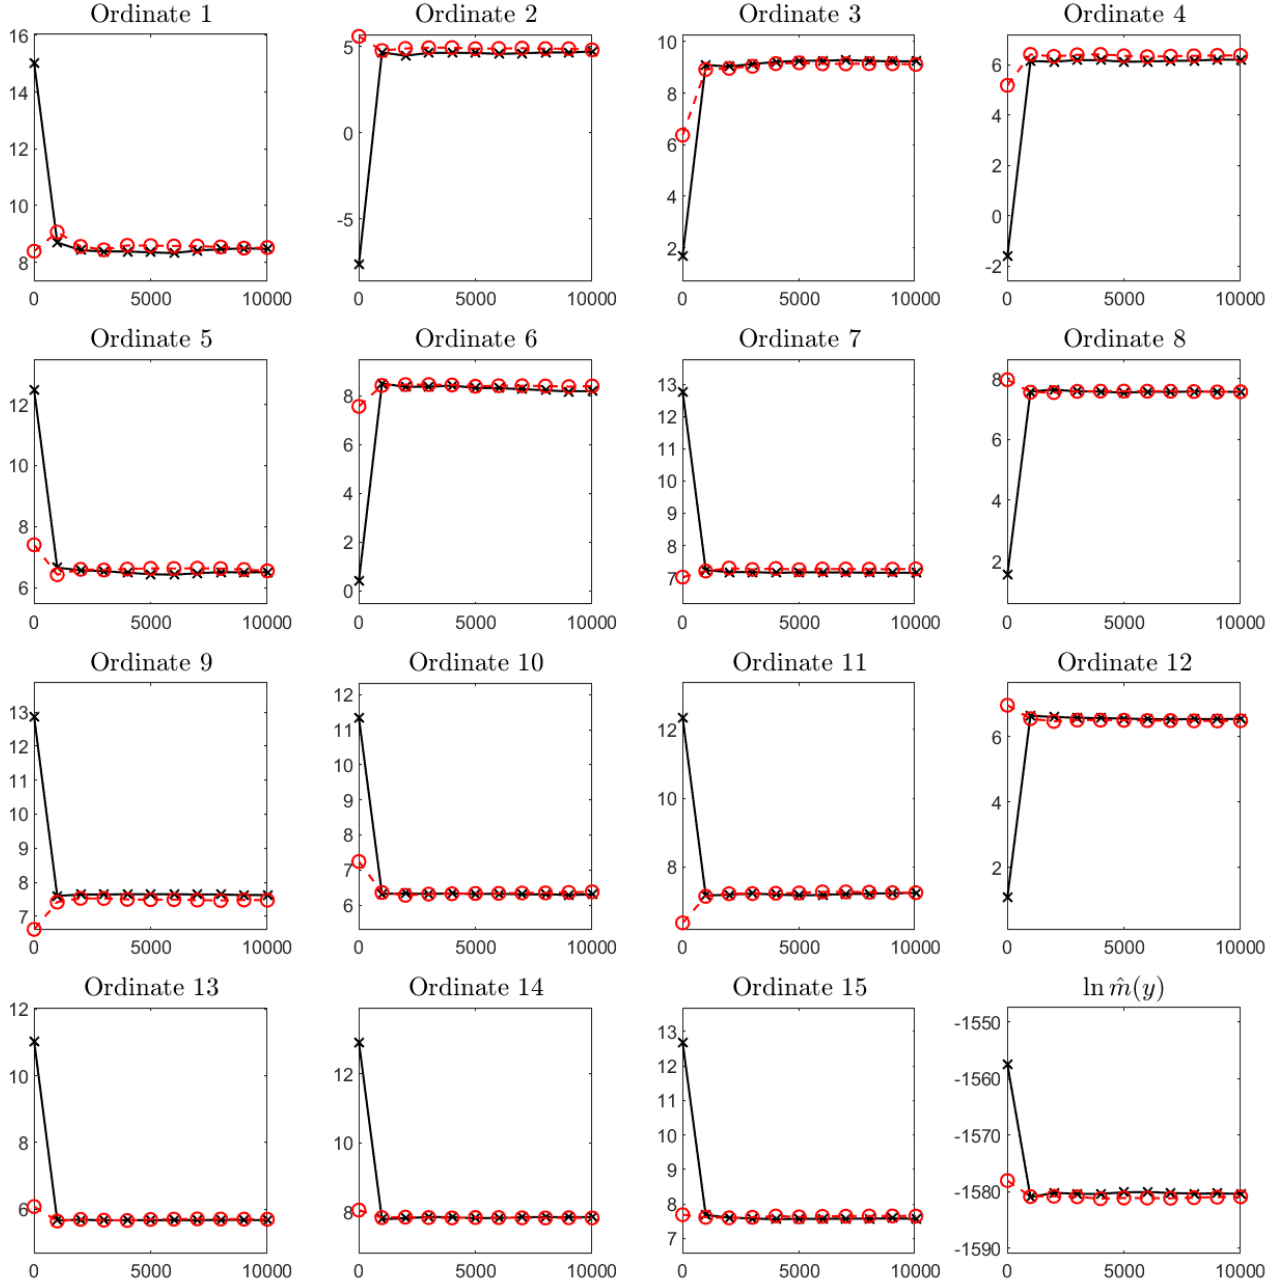 Ordinate 1
16
14
12
10
8
0 5000 10000
Ordinate 2
5
0
-5
0 5000 10000
Ordinate 3
10
8
6
4
2
0 5000 10000
Ordinate 4
6
4
2
0
-2
0 5000 10000
Ordinate 5
12
10
8
6
0 5000 10000
Ordinate 6
8
6
4
2
0
0 5000 10000
Ordinate 7
13
12
11
10
9
8
7
0 5000 10000
Ordinate 8
8
6
4
2
0 5000 10000
Ordinate 9
13
12
11
10
9
8
7
0 5000 10000
Ordinate 10
12
11
10
9
8
7
6
0 5000 10000
Ordinate 11
12
10
8
0 5000 10000
Ordinate 12
6
4
2
0 5000 10000
Ordinate 13
12
10
8
6
0 5000 10000
Ordinate 14
12
10
8
0 5000 10000
Ordinate 15
13
12
11
10
9
8
7
0 5000 10000
ln m̂(y)
-1550
-1560
-1570
-1580
-1590
0 5000 10000